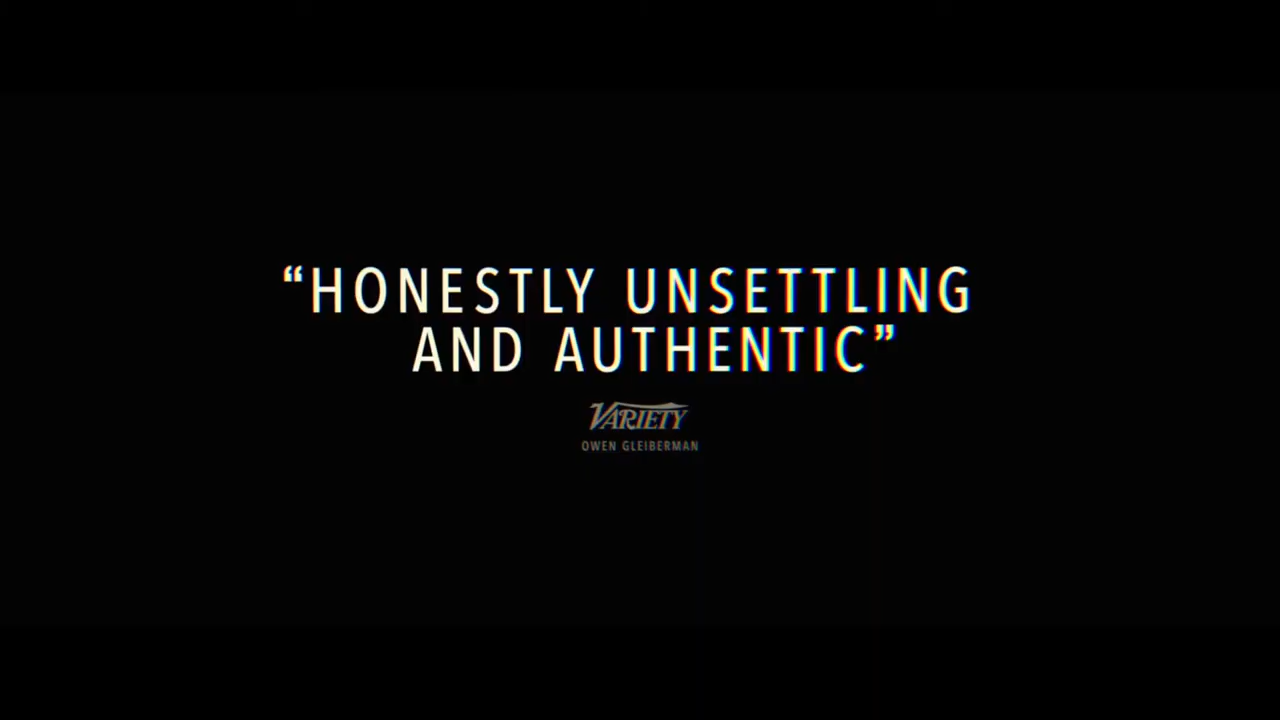 “HONESTLY UNSETTLING
AND AUTHENTIC”
VARIETY
OWEN GLEIBERMAN